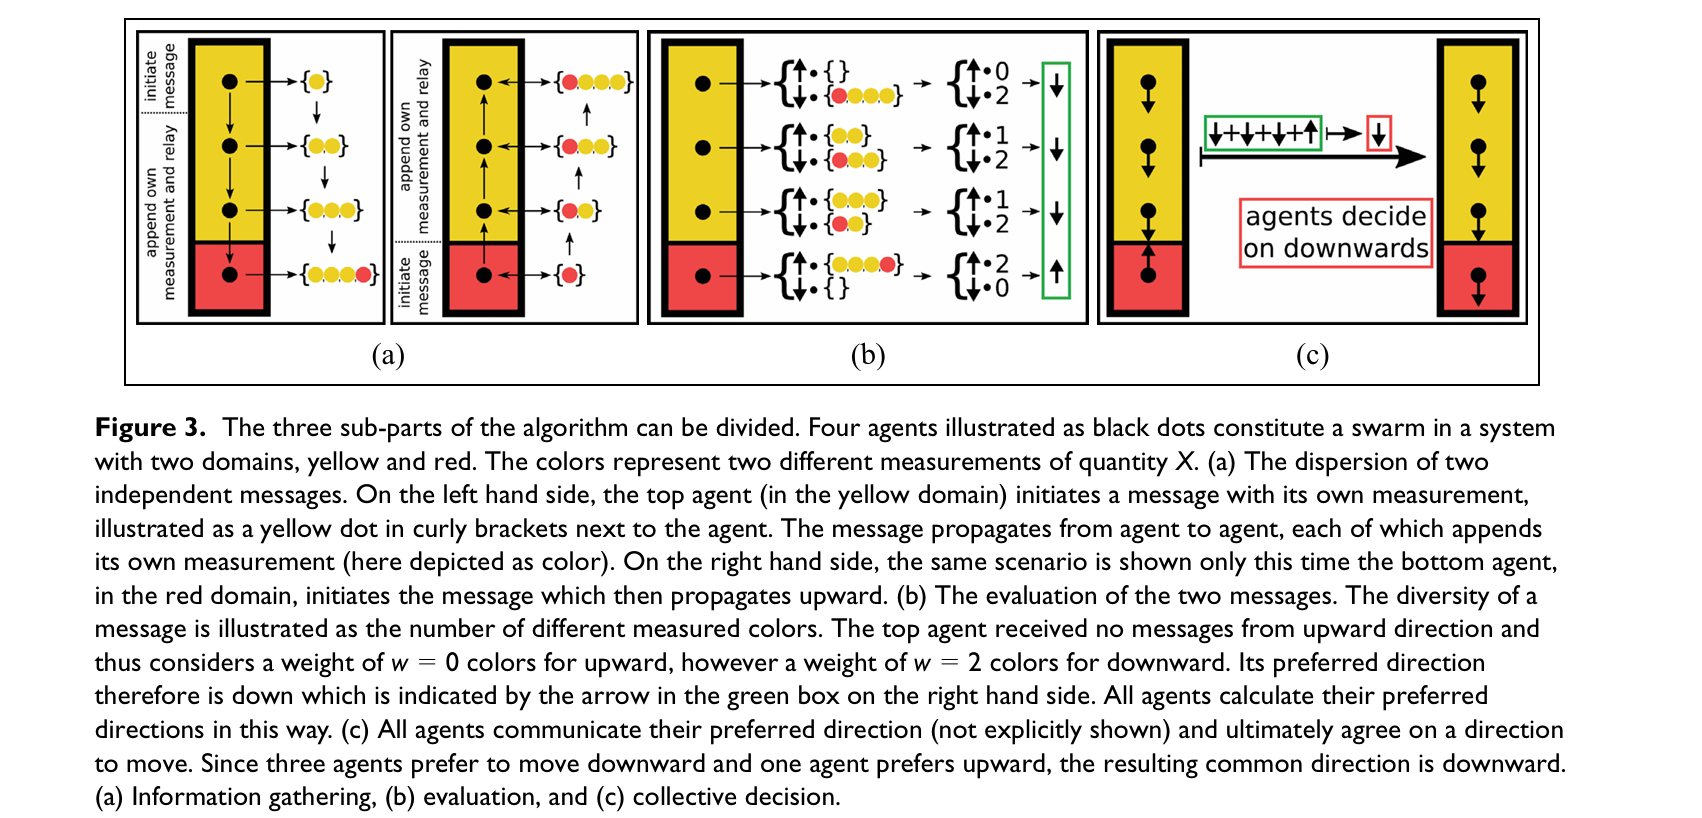 initiate
message
append own
measurement and relay
append own
measurement and relay
initiate
message
{↑·{}
{↓·{}
→ {↑·0
{↓·2
{↑·{}
{↓·{}
→ {↑·1
{↓·2
{↑·{}
{↓·{}
→ {↑·1
{↓·2
{↑·{}
{↓·{}
→ {↑·2
{↓·0
↓+↓+↓+↑ ↦ ↓
agents decide
on downwards
(a)
(b)
(c)
Figure 3. The three sub-parts of the algorithm can be divided. Four agents illustrated as black dots constitute a swarm in a system
with two domains, yellow and red. The colors represent two different measurements of quantity X. (a) The dispersion of two
independent messages. On the left hand side, the top agent (in the yellow domain) initiates a message with its own measurement,
illustrated as a yellow dot in curly brackets next to the agent. The message propagates from agent to agent, each of which appends
its own measurement (here depicted as color). On the right hand side, the same scenario is shown only this time the bottom agent,
in the red domain, initiates the message which then propagates upward. (b) The evaluation of the two messages. The diversity of a
message is illustrated as the number of different measured colors. The top agent received no messages from upward direction and
thus considers a weight of w = 0 colors for upward, however a weight of w = 2 colors for downward. Its preferred direction
therefore is down which is indicated by the arrow in the green box on the right hand side. All agents calculate their preferred
directions in this way. (c) All agents communicate their preferred direction (not explicitly shown) and ultimately agree on a direction
to move. Since three agents prefer to move downward and one agent prefers upward, the resulting common direction is downward.
(a) Information gathering, (b) evaluation, and (c) collective decision.